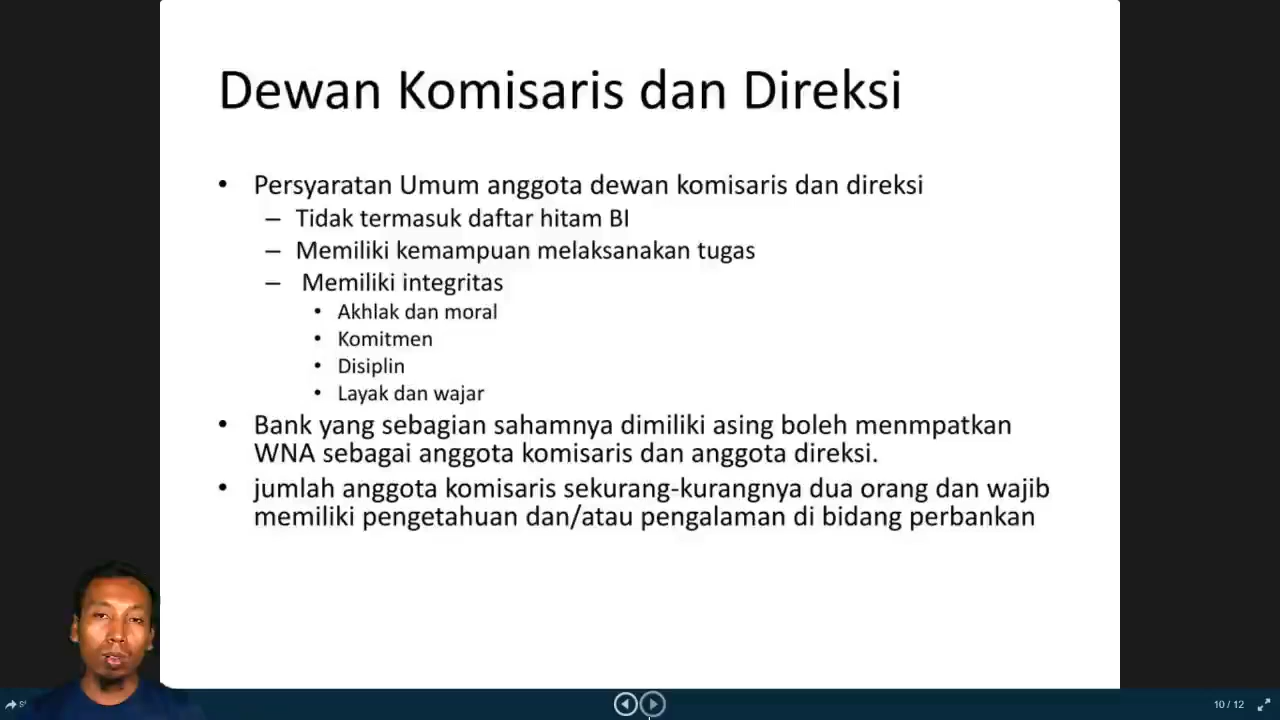 Dewan Komisaris dan Direksi
• Persyaratan Umum anggota dewan komisaris dan direksi
– Tidak termasuk daftar hitam BI
– Memiliki kemampuan melaksanakan tugas
– Memiliki integritas
• Akhlak dan moral
• Komitmen
• Disiplin
• Layak dan wajar
• Bank yang sebagian sahamnya dimiliki asing boleh menmpatkan
WNA sebagai anggota komisaris dan anggota direksi.
• jumlah anggota komisaris sekurang-kurangnya dua orang dan wajib
memiliki pengetahuan dan/atau pengalaman di bidang perbankan
10 / 12